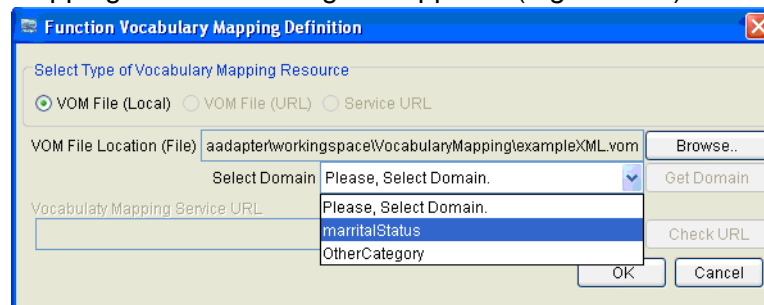 Function Vocabulary Mapping Definition
Select Type of Vocabulary Mapping Resource
VOM File (Local) VOM File (URL) Service URL
VOM File Location (File) aadapter\workingspace\VocabularyMapping\exampleXML.vom Browse..
Select Domain Please, Select Domain. Get Domain
Vocabulaty Mapping Service URL Please, Select Domain.
marritalStatus Check URL
OtherCategory
OK Cancel